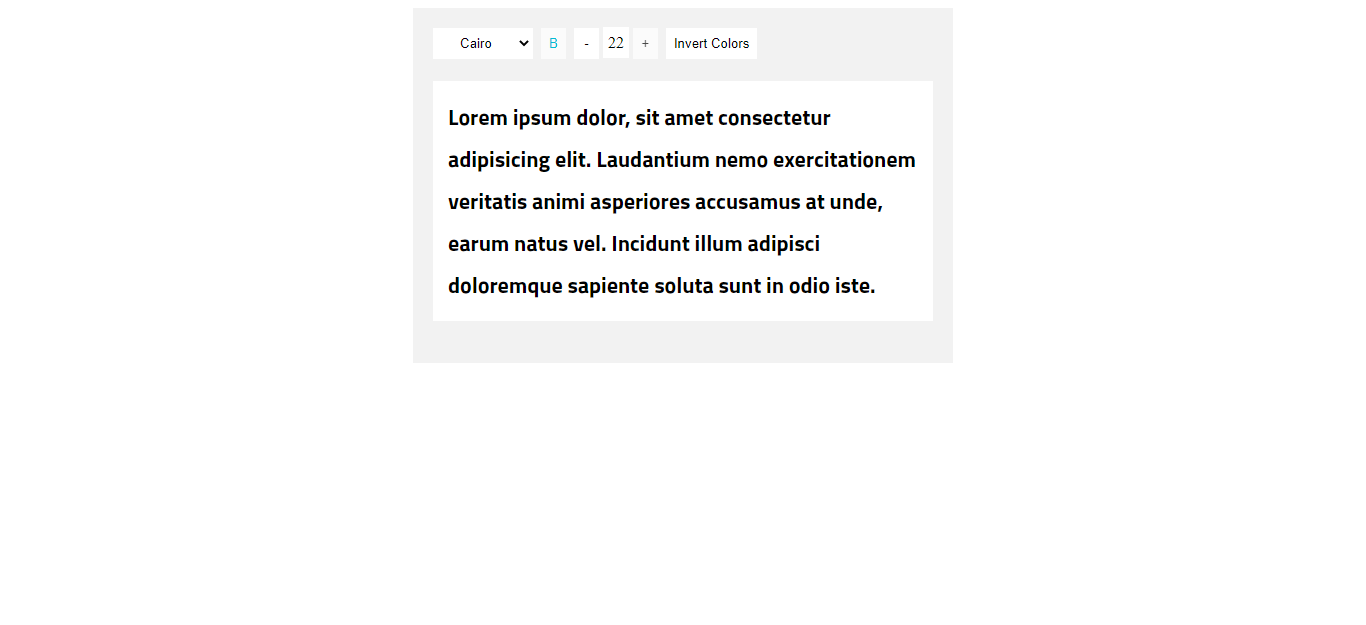 Cairo B - 22 + Invert Colors
Lorem ipsum dolor, sit amet consectetur
adipisicing elit. Laudantium nemo exercitationem
veritatis animi asperiores accusamus at unde,
earum natus vel. Incidunt illum adipisci
doloremque sapiente soluta sunt in odio iste.